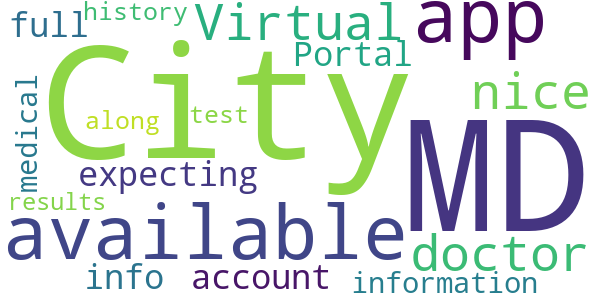 history
full
Virtual
app
Portal
City
nice
medical
along
test
MD
expecting
results
available
doctor
info
account
information